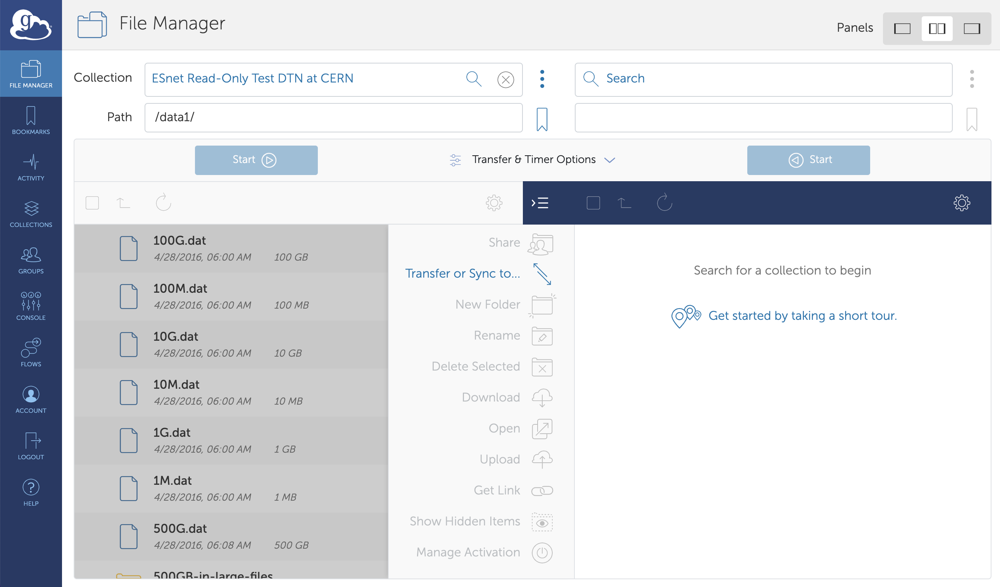 g
File Manager
Panels
FILE MANAGER
BOOKMARKS
ACTIVITY
COLLECTIONS
GROUPS
CONSOLE
FLOWS
ACCOUNT
LOGOUT
HELP
Collection
ESnet Read-Only Test DTN at CERN
Search
Path
/data1/
Start
Transfer & Timer Options
Start
100G.dat
4/28/2016, 06:00 AM 100 GB
100M.dat
4/28/2016, 06:00 AM 100 MB
10G.dat
4/28/2016, 06:00 AM 10 GB
10M.dat
4/28/2016, 06:00 AM 10 MB
1G.dat
4/28/2016, 06:00 AM 1 GB
1M.dat
4/28/2016, 06:00 AM 1 MB
500G.dat
4/28/2016, 06:08 AM 500 GB
500GB-in-large-files
Share
Transfer or Sync to...
New Folder
Rename
Delete Selected
Download
Open
Upload
Get Link
Show Hidden Items
Manage Activation
Search for a collection to begin
Get started by taking a short tour.